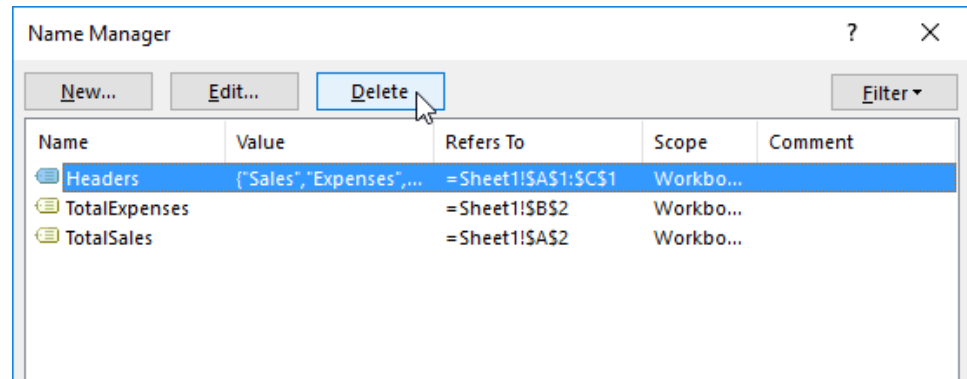 Name Manager ?
New... Edit... Delete Filter
Name Value Refers To Scope Comment
Headers {"Sales","Expenses",... =Sheet1!$A$1:$C$1 Workbo...
TotalExpenses =Sheet1!$B$2 Workbo...
TotalSales =Sheet1!$A$2 Workbo...